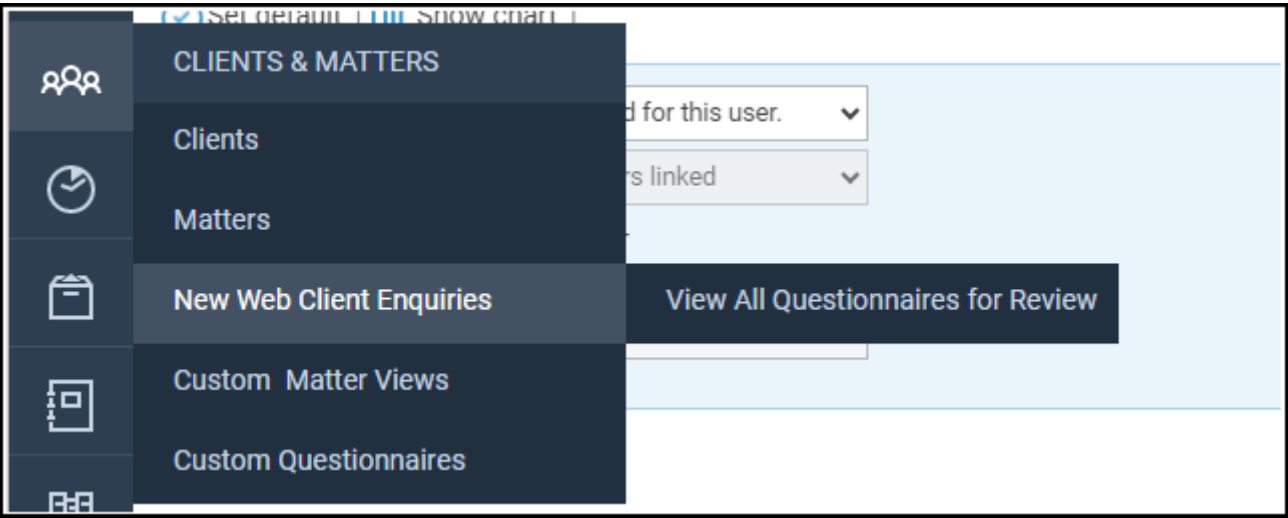 Set default | Show chart |
CLIENTS & MATTERS
d for this user.
Clients
rs linked
Matters
New Web Client Enquiries
View All Questionnaires for Review
Custom  Matter Views
Custom Questionnaires